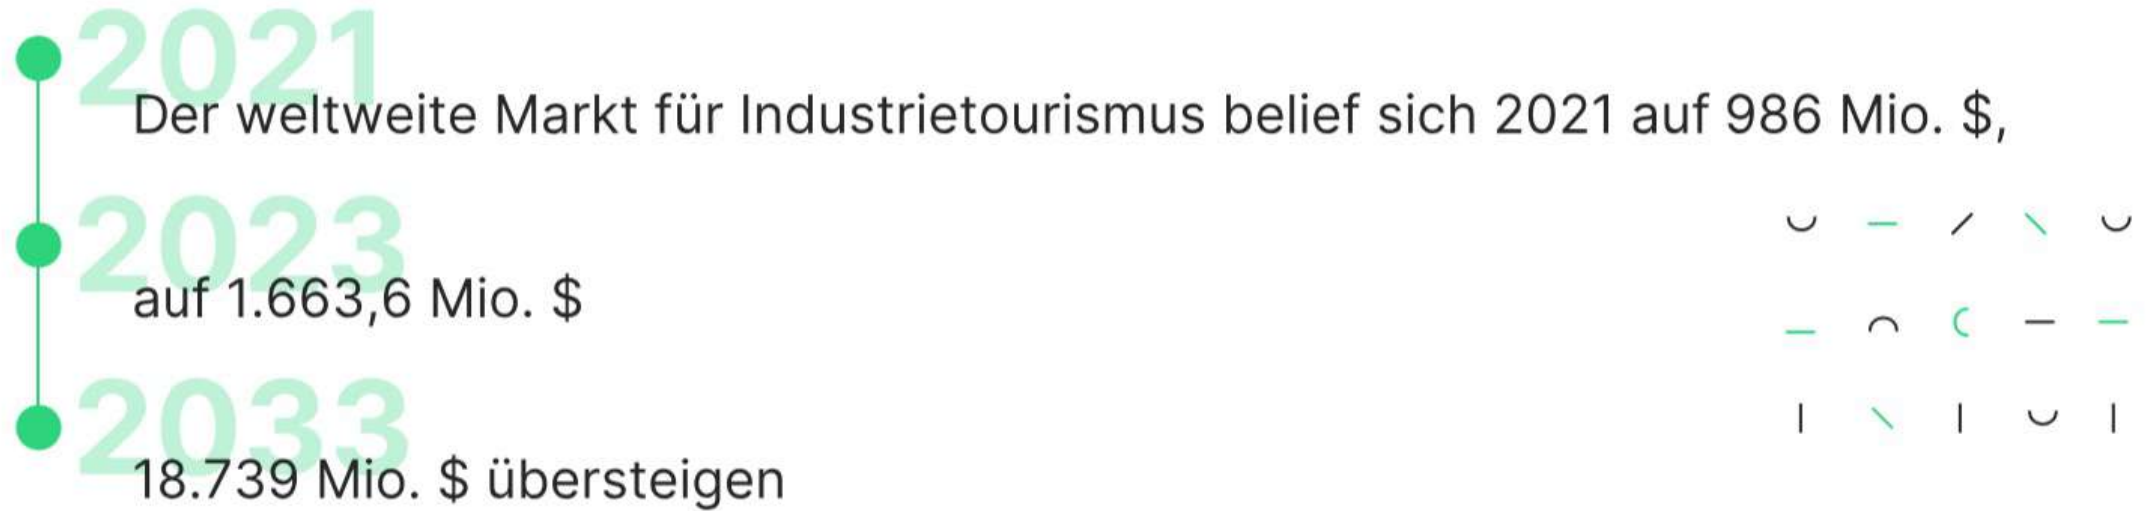 2021
Der weltweite Markt für Industrietourismus belief sich 2021 auf 986 Mio. $,
2023
auf 1.663,6 Mio. $
2033
18.739 Mio. $ übersteigen